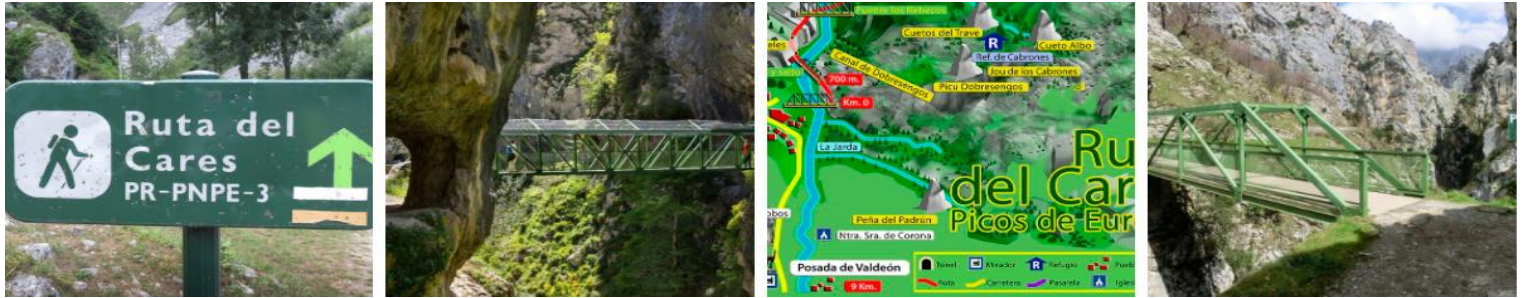 Ruta del
Cares
PR-PNPE-3
Puente los Rebecos
Cuetos del Trave
R
Cueto Albo
Ref. de Cabrones
Canal de Dobresengos
Jou de los Cabrones
700 m.
Picu Dobresengos
Km. 0
La Jarda
Ru
del Car
Picos de Eur
Peña del Padrún
Ntra. Sra. de Corona
Posada de Valdeón
9 Km.
Túnel Mirador R Refugio
Ruta Carretera Pasarela